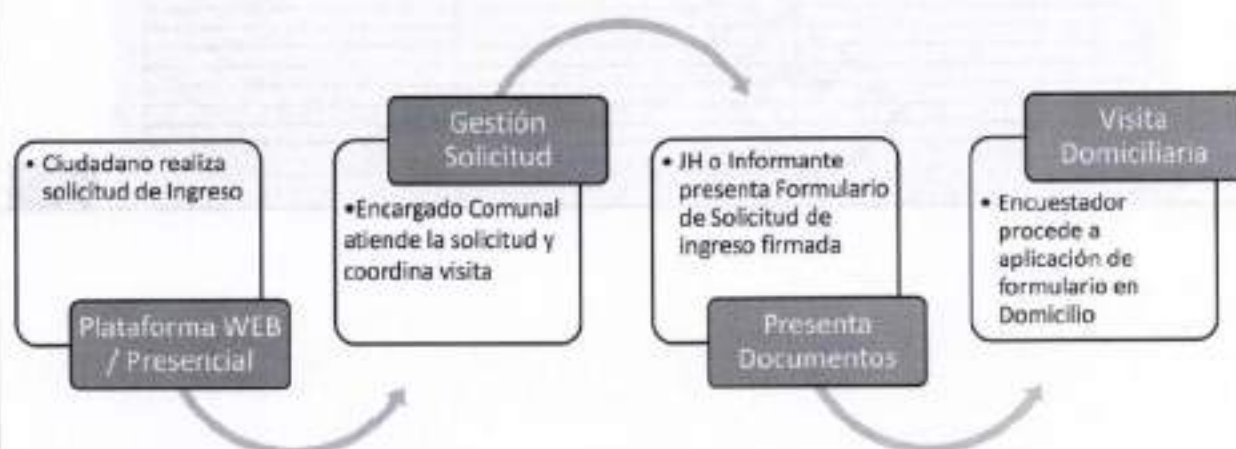 • Ciudadano realiza
solicitud de Ingreso
Plataforma WEB
/ Presencial
Gestión
Solicitud
•Encargado Comunal
atiende la solicitud y
coordina visita
• JH o Informante
presenta Formulario
de Solicitud de
ingreso firmada
Presenta
Documentos
Visita
Domiciliaria
• Encuestador
procede a
aplicación de
formulario en
Domicilio